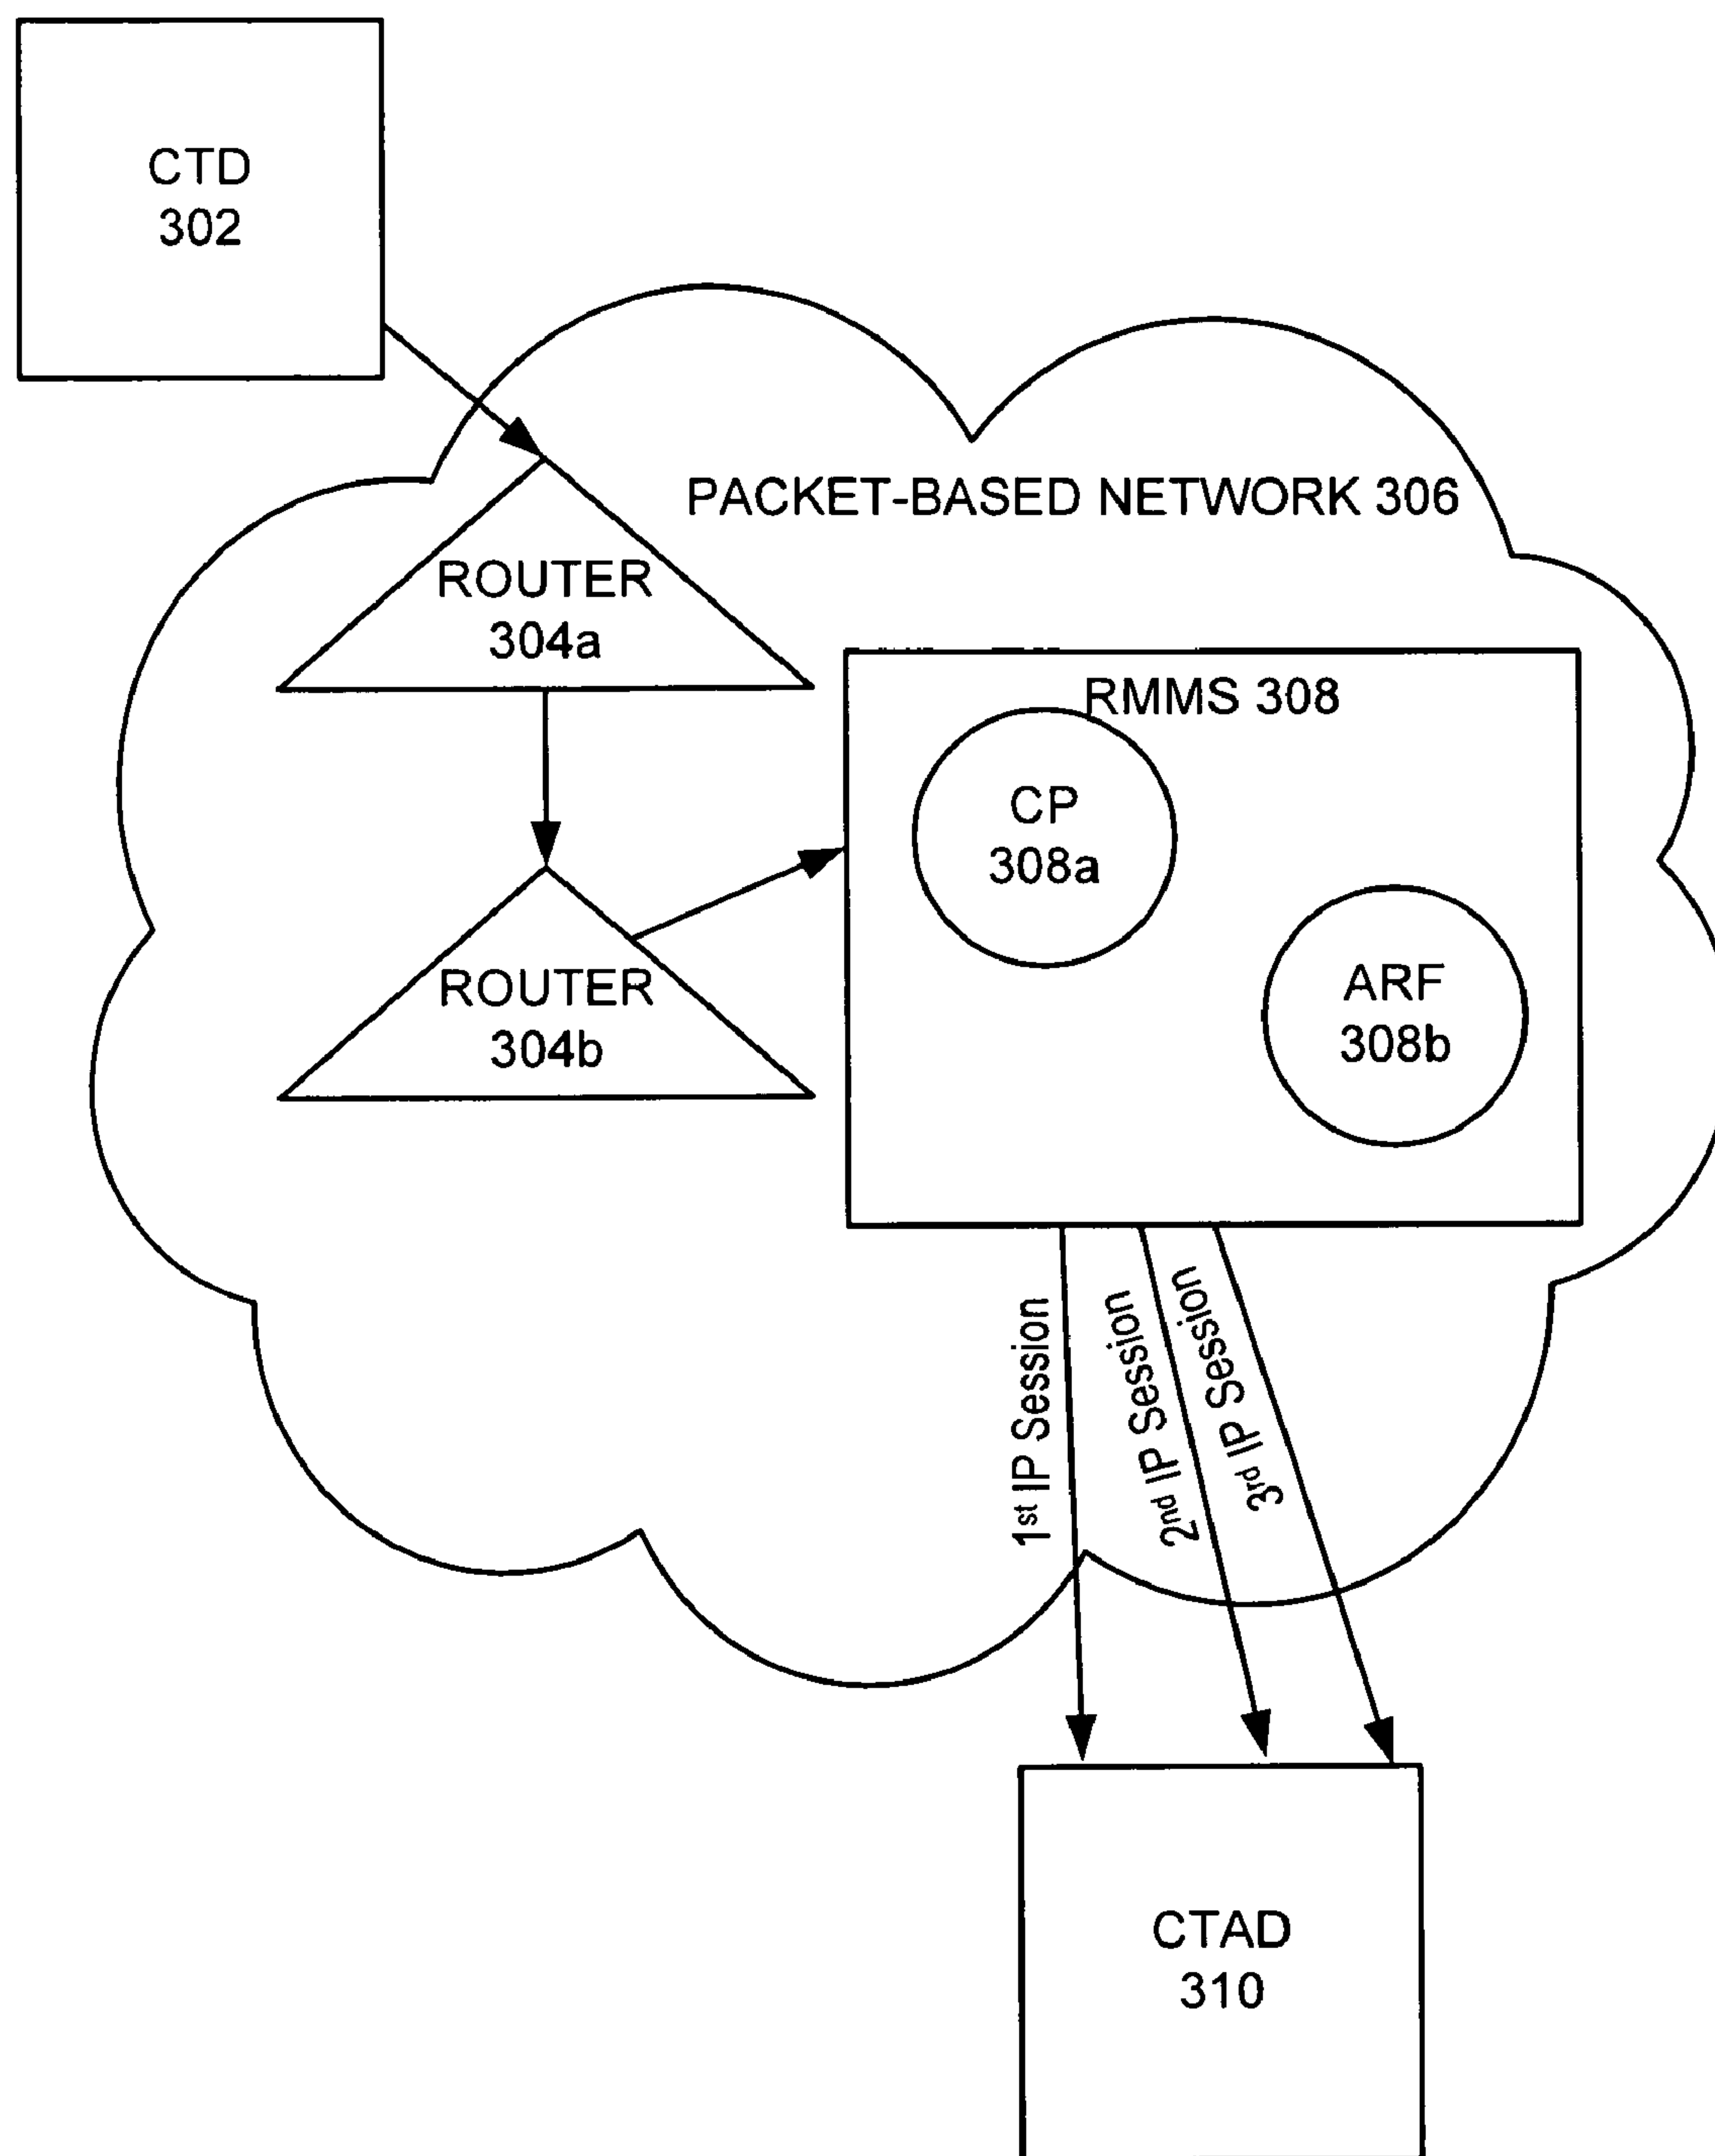 CTD
302
PACKET-BASED NETWORK 306
ROUTER
304a
RMMS 308
CP
308a
ROUTER
304b
ARF
308b
1st IP Session
2nd IP Session
3rd IP Session
CTAD
310